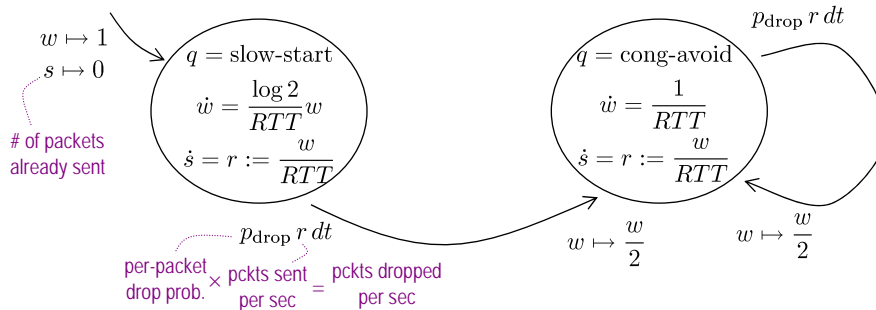 w ↦ 1
s ↦ 0
# of packets
already sent
q = slow-start
ẇ = log 2 / RTT w
ṡ = r := w / RTT
p_drop r dt
per-packet
drop prob.
×
pckts sent
per sec
=
pckts dropped
per sec
q = cong-avoid
ẇ = 1 / RTT
ṡ = r := w / RTT
p_drop r dt
w ↦ w / 2
w ↦ w / 2